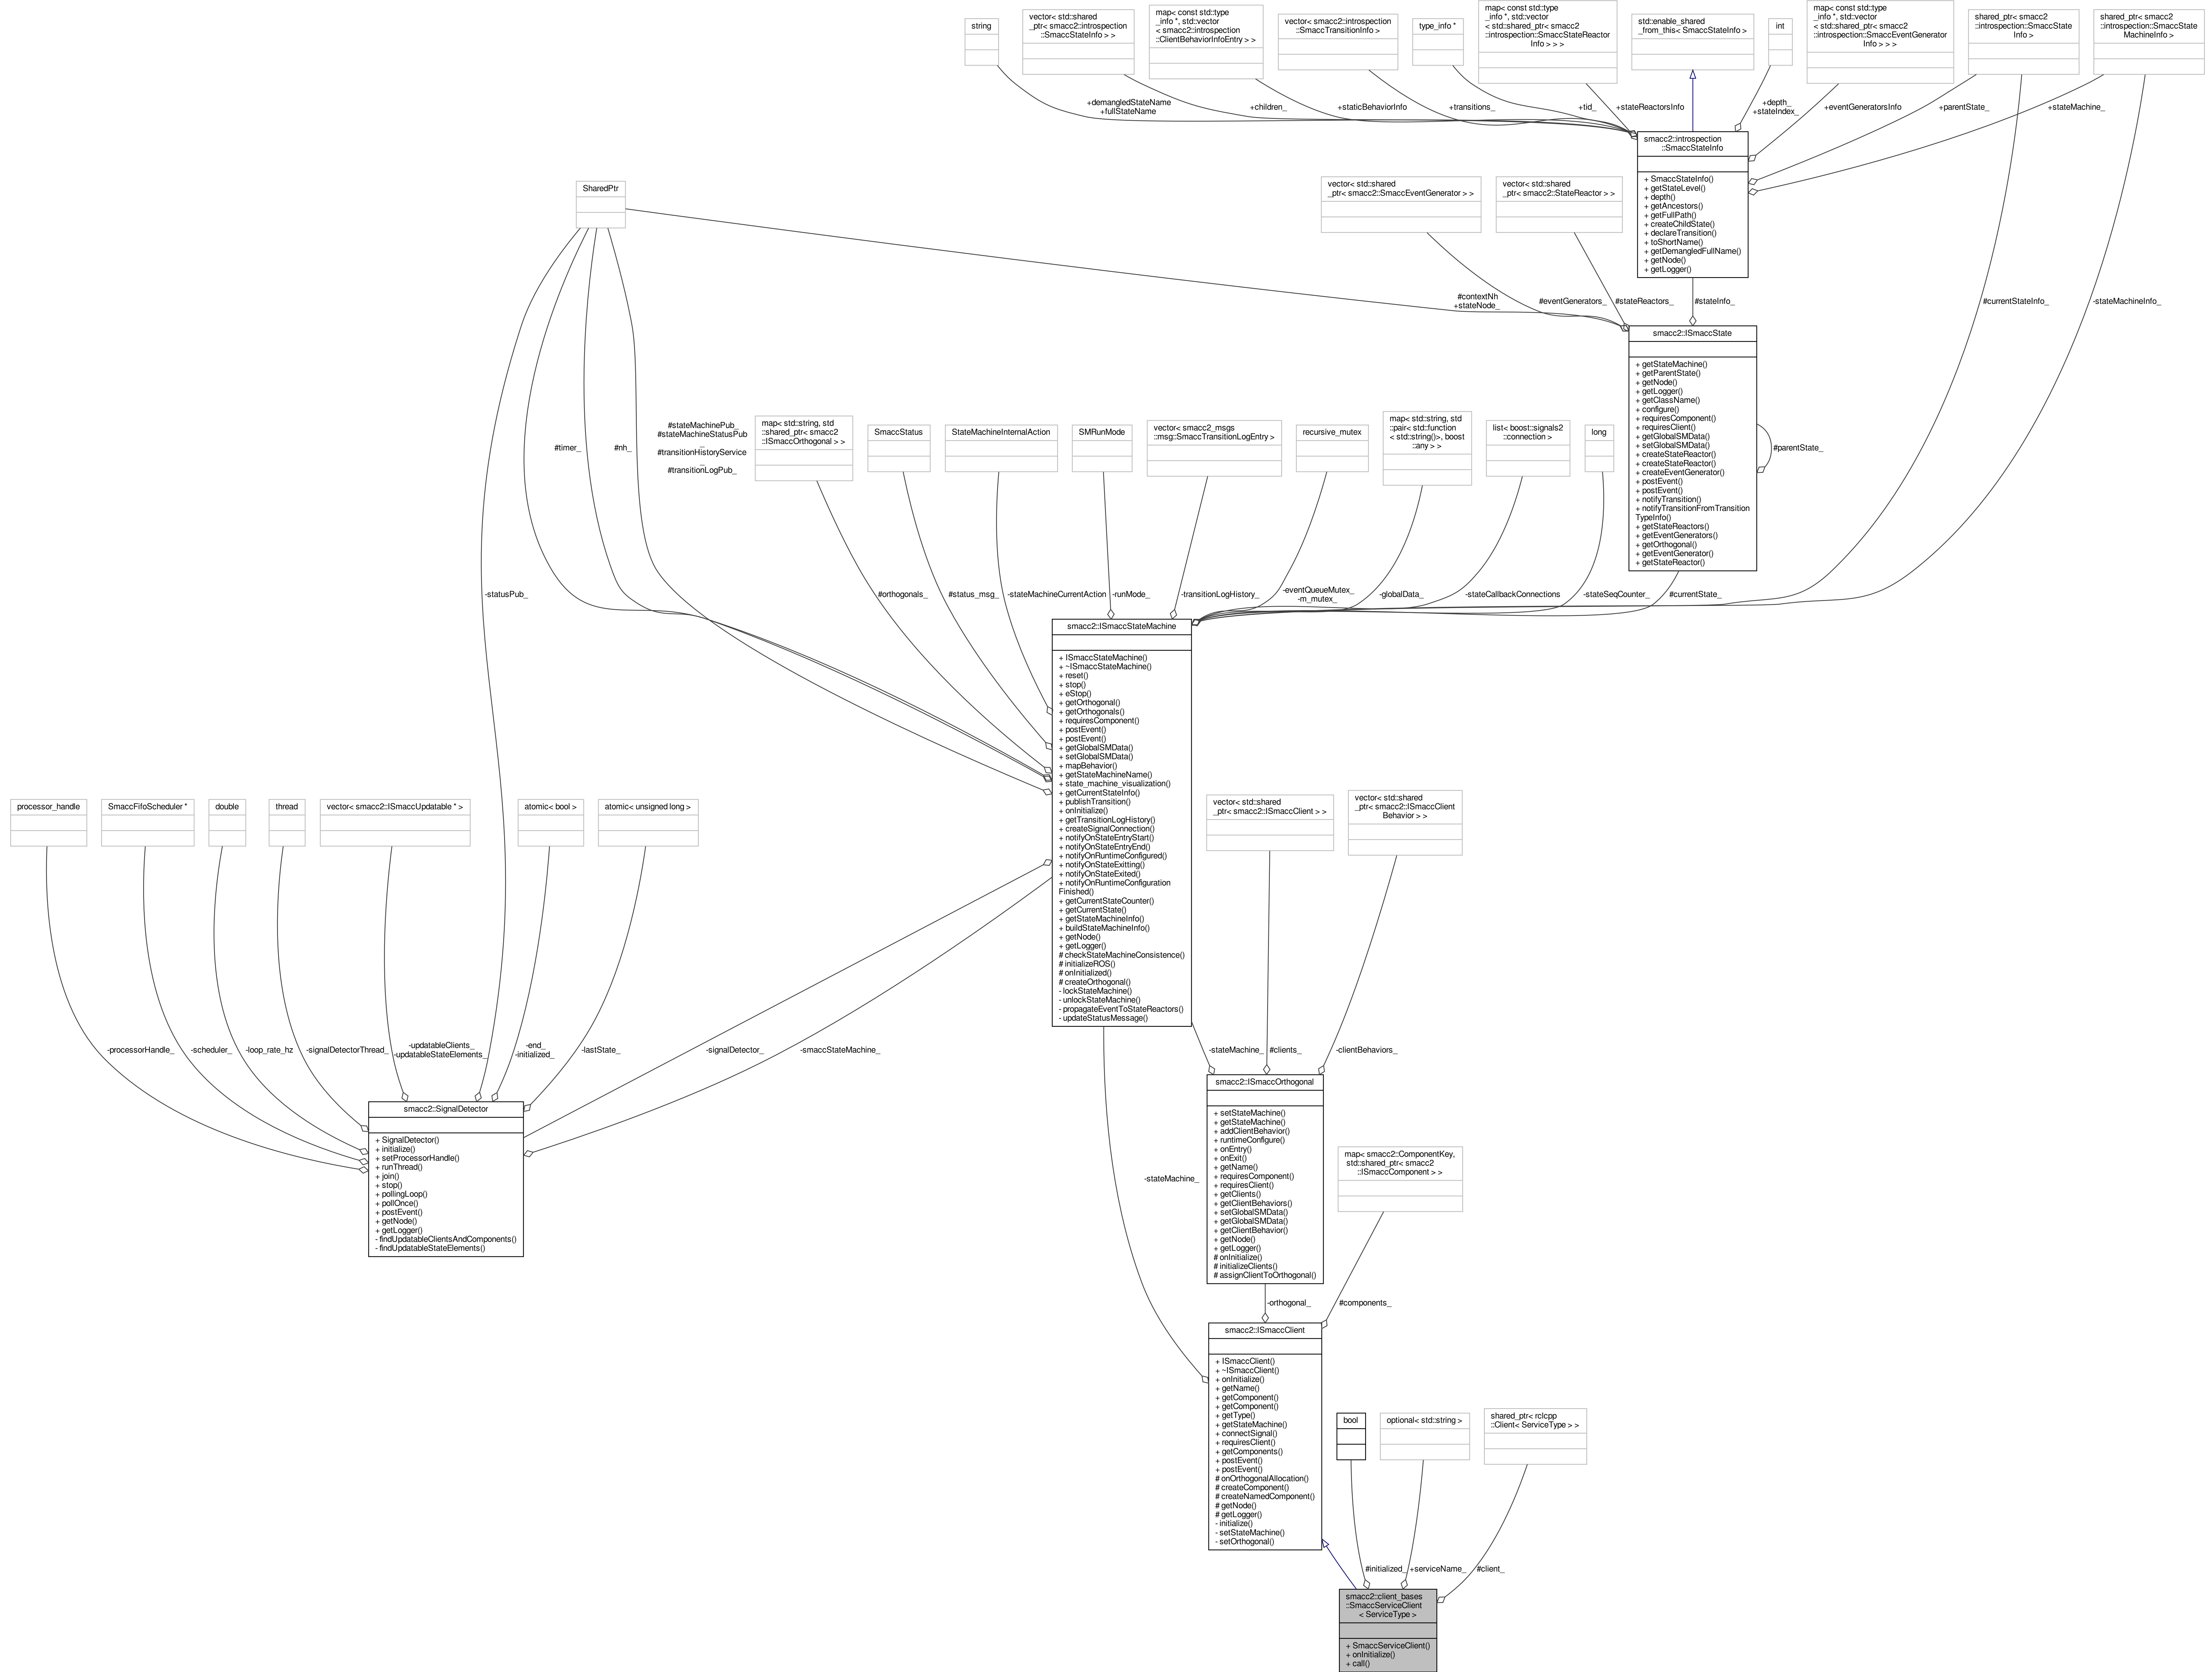 string
vector< std::shared
_ptr< smacc2::introspection
::SmaccStateInfo > >
map< const std::type
_info *, std::vector
< smacc2::introspection
::ClientBehaviorInfoEntry > >
vector< smacc2::introspection
::SmaccTransitionInfo >
type_info *
map< const std::type
_info *, std::vector
< std::shared_ptr< smacc2
::introspection::SmaccStateReactor
Info > > >
std::enable_shared
_from_this< SmaccStateInfo >
int
map< const std::type
_info *, std::vector
< std::shared_ptr< smacc2
::introspection::SmaccEventGenerator
Info > > >
shared_ptr< smacc2
::introspection::SmaccState
Info >
shared_ptr< smacc2
::introspection::SmaccState
MachineInfo >
+demangledStateName
+fullStateName
+children_
+staticBehaviorInfo
+transitions_
+tid_
+stateReactorsInfo
+depth_
+stateIndex_
+eventGeneratorsInfo
+parentState_
+stateMachine_
smacc2::introspection
::SmaccStateInfo
+ SmaccStateInfo()
+ getStateLevel()
+ depth()
+ getAncestors()
+ getFullPath()
+ createChildState()
+ declareTransition()
+ toShortName()
+ getDemangledFullName()
+ getNode()
+ getLogger()
SharedPtr
vector< std::shared
_ptr< smacc2::SmaccEventGenerator > >
vector< std::shared
_ptr< smacc2::StateReactor > >
#contextNh
+stateNode_
#eventGenerators_
#stateReactors_
#stateInfo_
#currentStateInfo_
-stateMachineInfo_
smacc2::ISmaccState
+ getStateMachine()
+ getParentState()
+ getNode()
+ getLogger()
+ getClassName()
+ configure()
+ requiresComponent()
+ requiresClient()
+ getGlobalSMData()
+ setGlobalSMData()
+ createStateReactor()
+ createStateReactor()
+ createEventGenerator()
+ postEvent()
+ postEvent()
+ notifyTransition()
+ notifyTransitionFromTransition
TypeInfo()
+ getStateReactors()
+ getEventGenerators()
+ getOrthogonal()
+ getEventGenerator()
+ getStateReactor()
#parentState_
#timer_
#nh_
#stateMachinePub_
#stateMachineStatusPub
_
#transitionHistoryService
_
#transitionLogPub_
map< std::string, std
::shared_ptr< smacc2
::ISmaccOrthogonal > >
SmaccStatus
StateMachineInternalAction
SMRunMode
vector< smacc2_msgs
::msg::SmaccTransitionLogEntry >
recursive_mutex
map< std::string, std
::pair< std::function
< std::string()>, boost
::any > >
list< boost::signals2
::connection >
long
-statusPub_
#orthogonals_
#status_msg_
-stateMachineCurrentAction
-runMode_
-transitionLogHistory_
-eventQueueMutex_
-m_mutex_
-globalData_
-stateCallbackConnections
-stateSeqCounter_
#currentState_
smacc2::ISmaccStateMachine
+ ISmaccStateMachine()
+ ~ISmaccStateMachine()
+ reset()
+ stop()
+ eStop()
+ getOrthogonal()
+ getOrthogonals()
+ requiresComponent()
+ postEvent()
+ postEvent()
+ getGlobalSMData()
+ setGlobalSMData()
+ mapBehavior()
+ getStateMachineName()
+ state_machine_visualization()
+ getCurrentStateInfo()
+ publishTransition()
+ onInitialize()
+ getTransitionLogHistory()
+ createSignalConnection()
+ notifyOnStateEntryStart()
+ notifyOnStateEntryEnd()
+ notifyOnRuntimeConfigured()
+ notifyOnStateExitting()
+ notifyOnStateExited()
+ notifyOnRuntimeConfiguration
Finished()
+ getCurrentStateCounter()
+ getCurrentState()
+ getStateMachineInfo()
+ buildStateMachineInfo()
+ getNode()
+ getLogger()
# checkStateMachineConsistence()
# initializeROS()
# onInitialized()
# createOrthogonal()
- lockStateMachine()
- unlockStateMachine()
- propagateEventToStateReactors()
- updateStatusMessage()
processor_handle
SmaccFifoScheduler *
double
thread
vector< smacc2::ISmaccUpdatable * >
atomic< bool >
atomic< unsigned long >
vector< std::shared
_ptr< smacc2::ISmaccClient > >
vector< std::shared
_ptr< smacc2::ISmaccClient
Behavior > >
-processorHandle_
-scheduler_
-loop_rate_hz
-signalDetectorThread_
-updatableClients_
-updatableStateElements_
-end_
-initialized_
-lastState_
-signalDetector_
-smaccStateMachine_
-stateMachine_
#clients_
-clientBehaviors_
smacc2::SignalDetector
+ SignalDetector()
+ initialize()
+ setProcessorHandle()
+ runThread()
+ join()
+ stop()
+ pollingLoop()
+ pollOnce()
+ postEvent()
+ getNode()
+ getLogger()
- findUpdatableClientsAndComponents()
- findUpdatableStateElements()
smacc2::ISmaccOrthogonal
+ setStateMachine()
+ getStateMachine()
+ addClientBehavior()
+ runtimeConfigure()
+ onEntry()
+ onExit()
+ getName()
+ requiresComponent()
+ requiresClient()
+ getClients()
+ getClientBehaviors()
+ setGlobalSMData()
+ getGlobalSMData()
+ getClientBehavior()
+ getNode()
+ getLogger()
# onInitialize()
# initializeClients()
# assignClientToOrthogonal()
map< smacc2::ComponentKey,
std::shared_ptr< smacc2
::ISmaccComponent > >
-stateMachine_
-orthogonal_
#components_
smacc2::ISmaccClient
+ ISmaccClient()
+ ~ISmaccClient()
+ onInitialize()
+ getName()
+ getComponent()
+ getComponent()
+ getType()
+ getStateMachine()
+ connectSignal()
+ requiresClient()
+ getComponents()
+ postEvent()
+ postEvent()
# onOrthogonalAllocation()
# createComponent()
# createNamedComponent()
# getNode()
# getLogger()
- initialize()
- setStateMachine()
- setOrthogonal()
bool
optional< std::string >
shared_ptr< rclcpp
::Client< ServiceType > >
#initialized_
+serviceName_
#client_
smacc2::client_bases
::SmaccServiceClient
< ServiceType >
+ SmaccServiceClient()
+ onInitialize()
+ call()